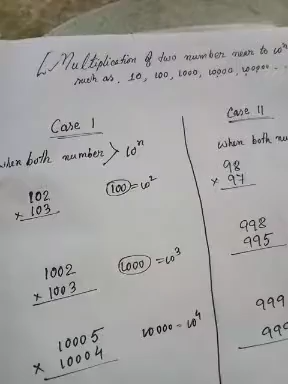 [Multiplication of two number near to 10ⁿ
such as. 10, 100, 1000, 10000, 100000...
Case I
when both number > 10ⁿ
102
× 103
100 = 10²
1002
× 1003
1000 = 10³
10005
× 10004
10000 = 10⁴
Case II
when both
98
× 97
998
995
999
999